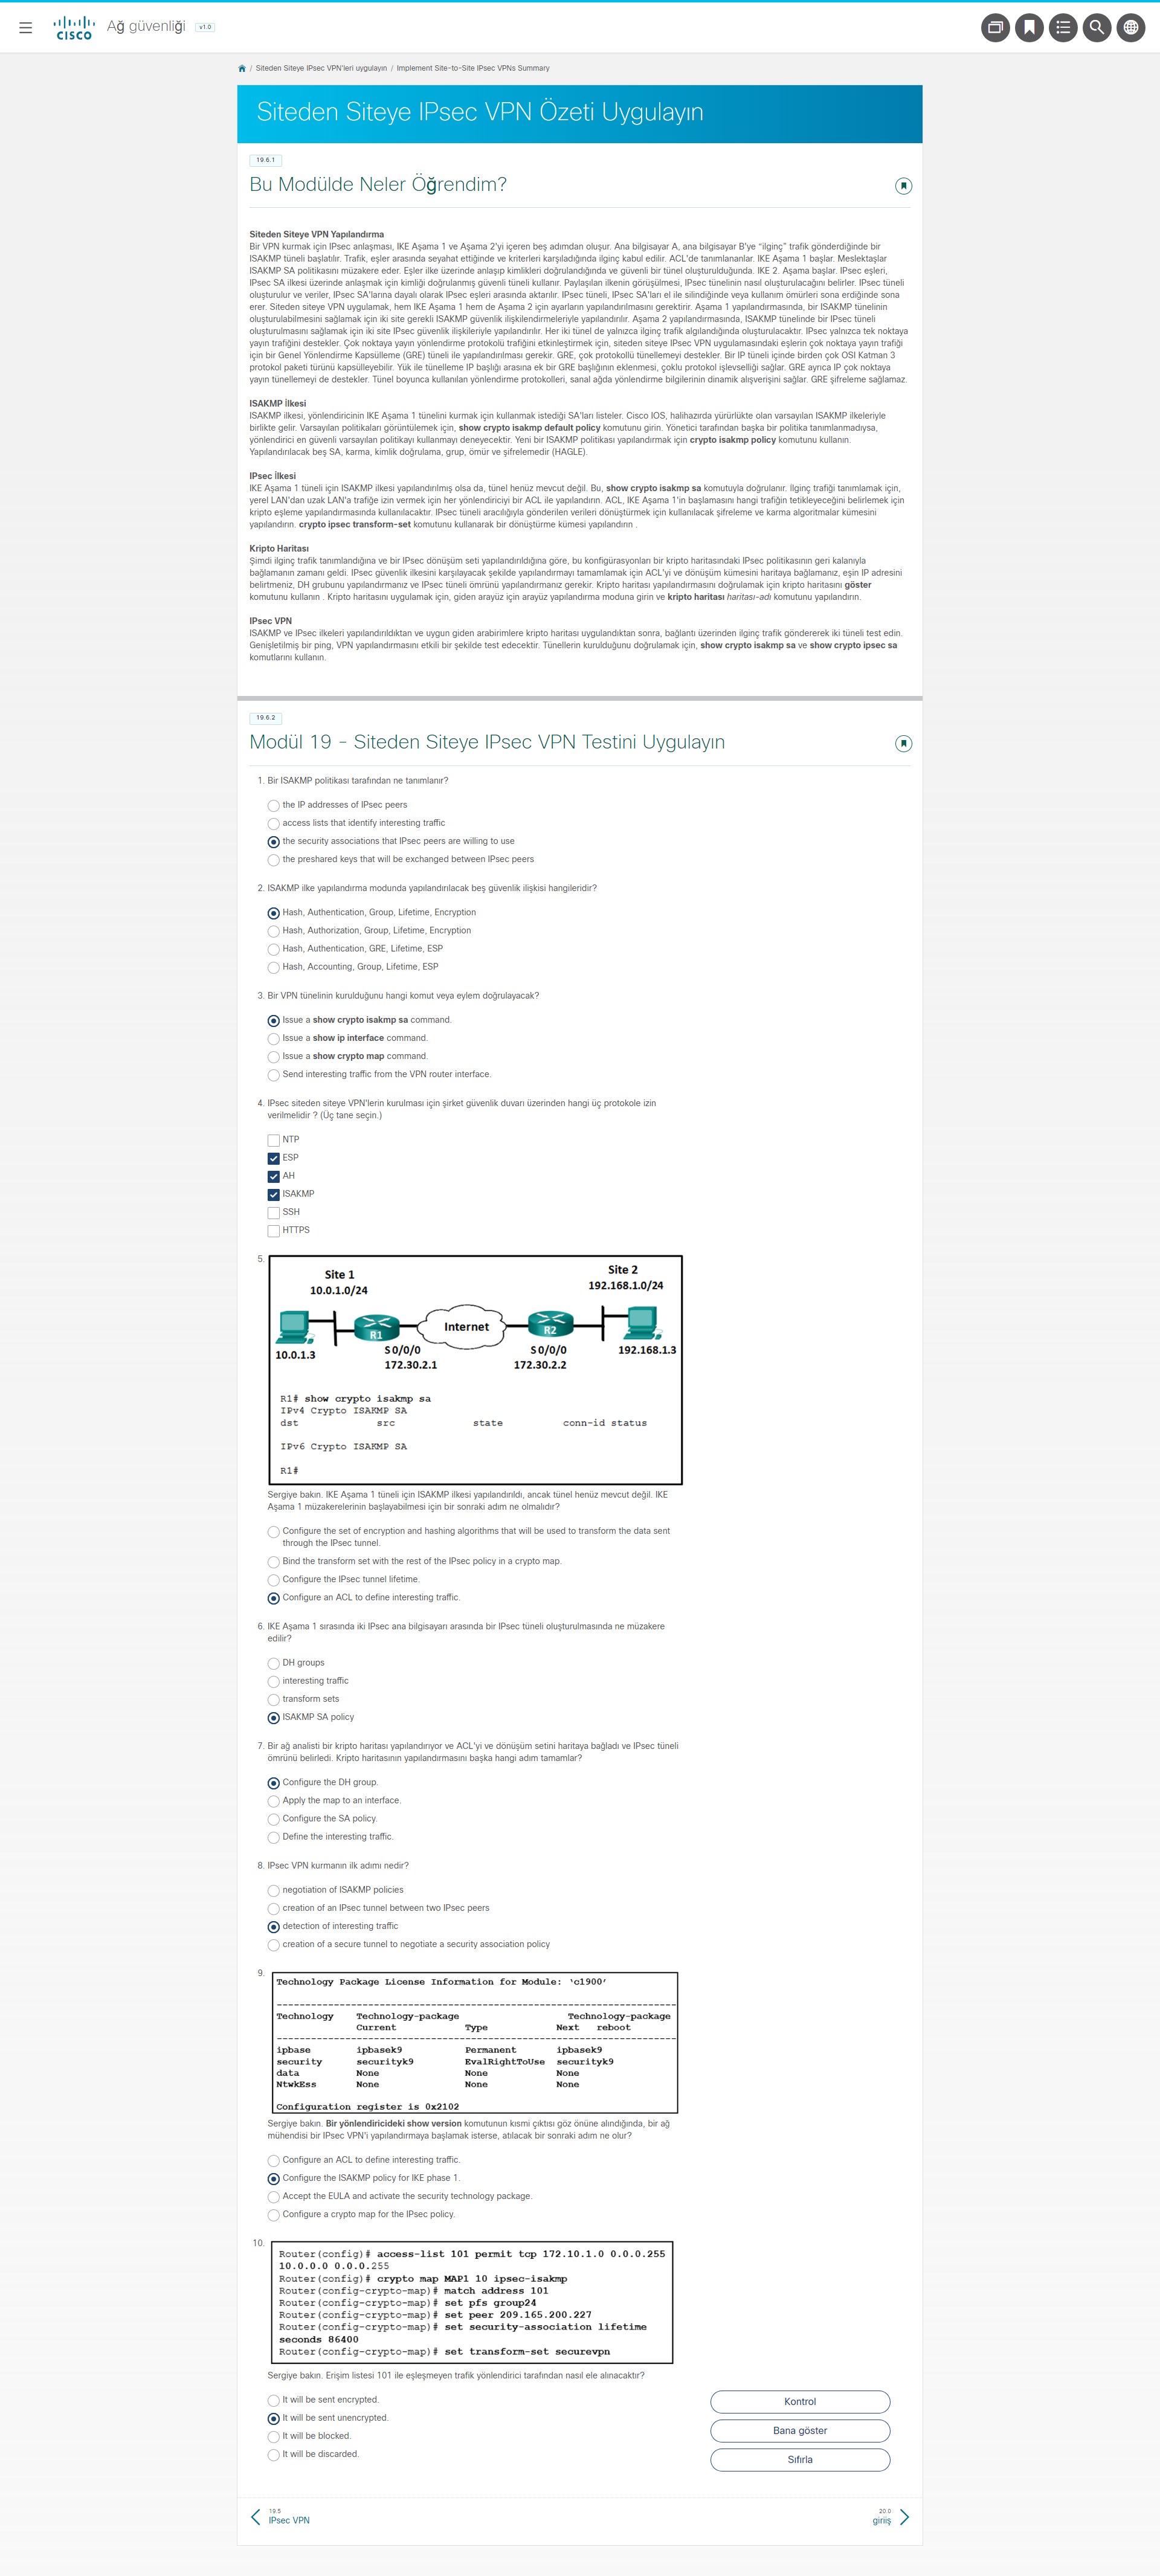 CISCO
Ağ güvenliği v1.0
/ Siteden Siteye IPsec VPN'leri uygulayın / Implement Site-to-Site IPsec VPNs Summary
Siteden Siteye IPsec VPN Özeti Uygulayın
19.6.1
Bu Modülde Neler Öğrendim?
Siteden Siteye VPN Yapılandırma
Bir VPN kurmak için IPsec anlaşması, IKE Aşama 1 ve Aşama 2'yi içeren beş adımdan oluşur. Ana bilgisayar A, ana bilgisayar B'ye “ilginç” trafik gönderdiğinde bir
ISAKMP tüneli başlatılır. Trafik, eşler arasında seyahat ettiğinde ve kriterleri karşıladığında ilginç kabul edilir. ACL'de tanımlananlar. IKE Aşama 1 başlar. Meslektaşlar
ISAKMP SA politikasını müzakere eder. Eşler ilke üzerinde anlaşıp kimlikleri doğrulandığında ve güvenli bir tünel oluşturulduğunda. IKE 2. Aşama başlar. IPsec eşleri,
IPsec SA ilkesi üzerinde anlaşmak için kimliği doğrulanmış güvenli tüneli kullanır. Paylaşılan ilkenin görüşülmesi, IPsec tünelinin nasıl oluşturulacağını belirler. IPsec tüneli
oluşturulur ve veriler, IPsec SA'larına dayalı olarak IPsec eşleri arasında aktarılır. IPsec tüneli, IPsec SA'ları el ile silindiğinde veya kullanım ömürleri sona erdiğinde sona
erer. Siteden siteye VPN uygulamak, hem IKE Aşama 1 hem de Aşama 2 için ayarların yapılandırılmasını gerektirir. Aşama 1 yapılandırmasında, bir ISAKMP tünelinin
oluşturulabilmesini sağlamak için iki site gerekli ISAKMP güvenlik ilişkilendirmeleriyle yapılandırılır. Aşama 2 yapılandırmasında, ISAKMP tünelinde bir IPsec tüneli
oluşturulmasını sağlamak için iki site IPsec güvenlik ilişkileriyle yapılandırılır. Her iki tünel de yalnızca ilginç trafik algılandığında oluşturulacaktır. IPsec yalnızca tek noktaya
yayın trafiğini destekler. Çok noktaya yayın yönlendirme protokolü trafiğini etkinleştirmek için, siteden siteye IPsec VPN uygulamasındaki eşlerin çok noktaya yayın trafiği
için bir Genel Yönlendirme Kapsülleme (GRE) tüneli ile yapılandırılması gerekir. GRE, çok protokollü tünellemeyi destekler. Bir IP tüneli içinde birden çok OSI Katman 3
protokol paketi türünü kapsülleyebilir. Yük ile tünelleme IP başlığı arasına ek bir GRE başlığının eklenmesi, çoklu protokol işlevselliği sağlar. GRE ayrıca IP çok noktaya
yayın tünellemeyi de destekler. Tünel boyunca kullanılan yönlendirme protokolleri, sanal ağda yönlendirme bilgilerinin dinamik alışverişini sağlar. GRE şifreleme sağlamaz.
ISAKMP İlkesi
ISAKMP ilkesi, yönlendiricinin IKE Aşama 1 tünelini kurmak için kullanmak istediği SA'ları listeler. Cisco IOS, halihazırda yürürlükte olan varsayılan ISAKMP ilkeleriyle
birlikte gelir. Varsayılan politikaları görüntülemek için, show crypto isakmp default policy komutunu girin. Yönetici tarafından başka bir politika tanımlanmadıysa,
yönlendirici en güvenli varsayılan politikayı kullanmayı deneyecektir. Yeni bir ISAKMP politikası yapılandırmak için crypto isakmp policy komutunu kullanın.
Yapılandırılacak beş SA, karma, kimlik doğrulama, grup, ömür ve şifrelemedir (HAGLE).
IPsec İlkesi
IKE Aşama 1 tüneli için ISAKMP ilkesi yapılandırılmış olsa da, tünel henüz mevcut değil. Bu, show crypto isakmp sa komutuyla doğrulanır. İlginç trafiği tanımlamak için,
yerel LAN'dan uzak LAN'a trafiğe izin vermek için her yönlendiriciyi bir ACL ile yapılandırın. ACL, IKE Aşama 1'in başlamasını hangi trafiğin tetikleyeceğini belirlemek için
kripto eşleme yapılandırmasında kullanılacaktır. IPsec tüneli aracılığıyla gönderilen verileri dönüştürmek için kullanılacak şifreleme ve karma algoritmalar kümesini
yapılandırın. crypto ipsec transform-set komutunu kullanarak bir dönüştürme kümesi yapılandırın .
Kripto Haritası
Şimdi ilginç trafik tanımlandığına ve bir IPsec dönüşüm seti yapılandırıldığına göre, bu konfigürasyonları bir kripto haritasındaki IPsec politikasının geri kalanıyla
bağlamanın zamanı geldi. IPsec güvenlik ilkesini karşılayacak şekilde yapılandırmayı tamamlamak için ACL'yi ve dönüşüm kümesini haritaya bağlamanız, eşin IP adresini
belirtmeniz, DH grubunu yapılandırmanız ve IPsec tüneli ömrünü yapılandırmanız gerekir. Kripto haritası yapılandırmasını doğrulamak için kripto haritasını göster
komutunu kullanın . Kripto haritasını uygulamak için, giden arayüz için arayüz yapılandırma moduna girin ve kripto haritası haritası-adı komutunu yapılandırın.
IPsec VPN
ISAKMP ve IPsec ilkeleri yapılandırıldıktan ve uygun giden arabirimlere kripto haritası uygulandıktan sonra, bağlantı üzerinden ilginç trafik göndererek iki tüneli test edin.
Genişletilmiş bir ping, VPN yapılandırmasını etkili bir şekilde test edecektir. Tünellerin kurulduğunu doğrulamak için, show crypto isakmp sa ve show crypto ipsec sa
komutlarını kullanın.
19.6.2
Modül 19 - Siteden Siteye IPsec VPN Testini Uygulayın
1. Bir ISAKMP politikası tarafından ne tanımlanır?
the IP addresses of IPsec peers
access lists that identify interesting traffic
the security associations that IPsec peers are willing to use
the preshared keys that will be exchanged between IPsec peers
2. ISAKMP ilke yapılandırma modunda yapılandırılacak beş güvenlik ilişkisi hangileridir?
Hash, Authentication, Group, Lifetime, Encryption
Hash, Authorization, Group, Lifetime, Encryption
Hash, Authentication, GRE, Lifetime, ESP
Hash, Accounting, Group, Lifetime, ESP
3. Bir VPN tünelinin kurulduğunu hangi komut veya eylem doğrulayacak?
Issue a show crypto isakmp sa command.
Issue a show ip interface command.
Issue a show crypto map command.
Send interesting traffic from the VPN router interface.
4. IPsec siteden siteye VPN'lerin kurulması için şirket güvenlik duvarı üzerinden hangi üç protokole izin
verilmelidir ? (Üç tane seçin.)
NTP
ESP
AH
ISAKMP
SSH
HTTPS
5.
Site 1
10.0.1.0/24
Site 2
192.168.1.0/24
R1
Internet
R2
10.0.1.3
S 0/0/0
172.30.2.1
S 0/0/0
172.30.2.2
192.168.1.3
R1# show crypto isakmp sa
IPv4 Crypto ISAKMP SA
dst src state conn-id status
IPv6 Crypto ISAKMP SA
R1#
Sergiye bakın. IKE Aşama 1 tüneli için ISAKMP ilkesi yapılandırıldı, ancak tünel henüz mevcut değil. IKE
Aşama 1 müzakerelerinin başlayabilmesi için bir sonraki adım ne olmalıdır?
Configure the set of encryption and hashing algorithms that will be used to transform the data sent
through the IPsec tunnel.
Bind the transform set with the rest of the IPsec policy in a crypto map.
Configure the IPsec tunnel lifetime.
Configure an ACL to define interesting traffic.
6. IKE Aşama 1 sırasında iki IPsec ana bilgisayarı arasında bir IPsec tüneli oluşturulmasında ne müzakere
edilir?
DH groups
interesting traffic
transform sets
ISAKMP SA policy
7. Bir ağ analisti bir kripto haritası yapılandırıyor ve ACL'yi ve dönüşüm setini haritaya bağladı ve IPsec tüneli
ömrünü belirledi. Kripto haritasının yapılandırmasını başka hangi adım tamamlar?
Configure the DH group.
Apply the map to an interface.
Configure the SA policy.
Define the interesting traffic.
8. IPsec VPN kurmanın ilk adımı nedir?
negotiation of ISAKMP policies
creation of an IPsec tunnel between two IPsec peers
detection of interesting traffic
creation of a secure tunnel to negotiate a security association policy
9.
Technology Package License Information for Module: 'c1900'
Technology Technology-package Technology-package
Current Type Next reboot
ipbase ipbasek9 Permanent ipbasek9
security securityk9 EvalRightToUse securityk9
data None None None
NtwkEss None None None
Configuration register is 0x2102
Sergiye bakın. Bir yönlendiricideki show version komutunun kısmi çıktısı göz önüne alındığında, bir ağ
mühendisi bir IPsec VPN'i yapılandırmaya başlamak isterse, atılacak bir sonraki adım ne olur?
Configure an ACL to define interesting traffic.
Configure the ISAKMP policy for IKE phase 1.
Accept the EULA and activate the security technology package.
Configure a crypto map for the IPsec policy.
10.
Router(config)# access-list 101 permit tcp 172.10.1.0 0.0.0.255
10.0.0.0 0.0.0.255
Router(config)# crypto map MAP1 10 ipsec-isakmp
Router(config-crypto-map)# match address 101
Router(config-crypto-map)# set pfs group24
Router(config-crypto-map)# set peer 209.165.200.227
Router(config-crypto-map)# set security-association lifetime
seconds 86400
Router(config-crypto-map)# set transform-set securevpn
Sergiye bakın. Erişim listesi 101 ile eşleşmeyen trafik yönlendirici tarafından nasıl ele alınacaktır?
It will be sent encrypted.
It will be sent unencrypted.
It will be blocked.
It will be discarded.
Kontrol
Bana göster
Sıfırla
19.5
IPsec VPN
20.0
giriiş